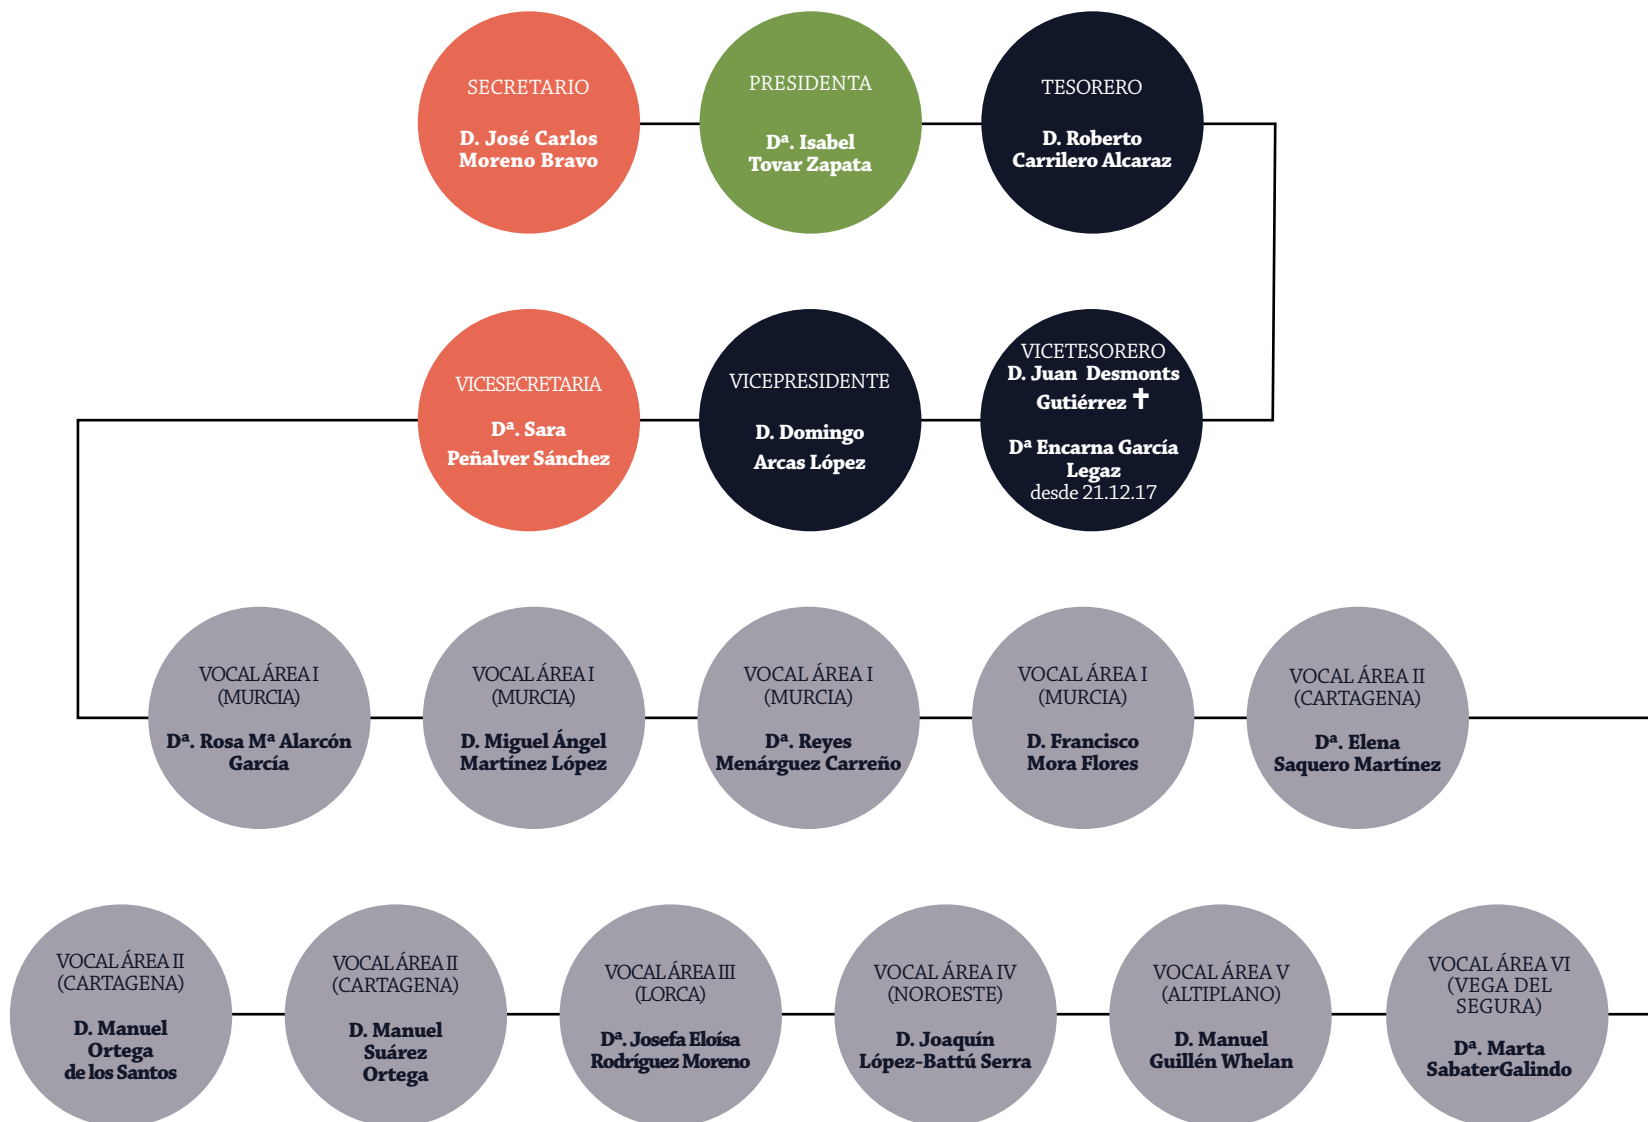 SECRETARIO
D. José Carlos
Moreno Bravo
PRESIDENTA
Dª. Isabel
Tovar Zapata
TESORERO
D. Roberto
Carrilero Alcaraz
VICESECRETARIA
Dª. Sara
Peñalver Sánchez
VICEPRESIDENTE
D. Domingo
Arcas López
VICETESORERO
D. Juan Desmonts
Gutiérrez ✝
Dª Encarna García
Legaz
desde 21.12.17
VOCAL ÁREA I
(MURCIA)
Dª. Rosa Mª Alarcón
García
VOCAL ÁREA I
(MURCIA)
D. Miguel Ángel
Martínez López
VOCAL ÁREA I
(MURCIA)
Dª. Reyes
Menárguez Carreño
VOCAL ÁREA I
(MURCIA)
D. Francisco
Mora Flores
VOCAL ÁREA II
(CARTAGENA)
Dª. Elena
Saquero Martínez
VOCAL ÁREA II
(CARTAGENA)
D. Manuel
Ortega
de los Santos
VOCAL ÁREA II
(CARTAGENA)
D. Manuel
Suárez
Ortega
VOCAL ÁREA III
(LORCA)
Dª. Josefa Eloísa
Rodríguez Moreno
VOCAL ÁREA IV
(NOROESTE)
D. Joaquín
López-Battú Serra
VOCAL ÁREA V
(ALTIPLANO)
D. Manuel
Guillén Whelan
VOCAL ÁREA VI
(VEGA DEL
SEGURA)
Dª. Marta
SabaterGalindo